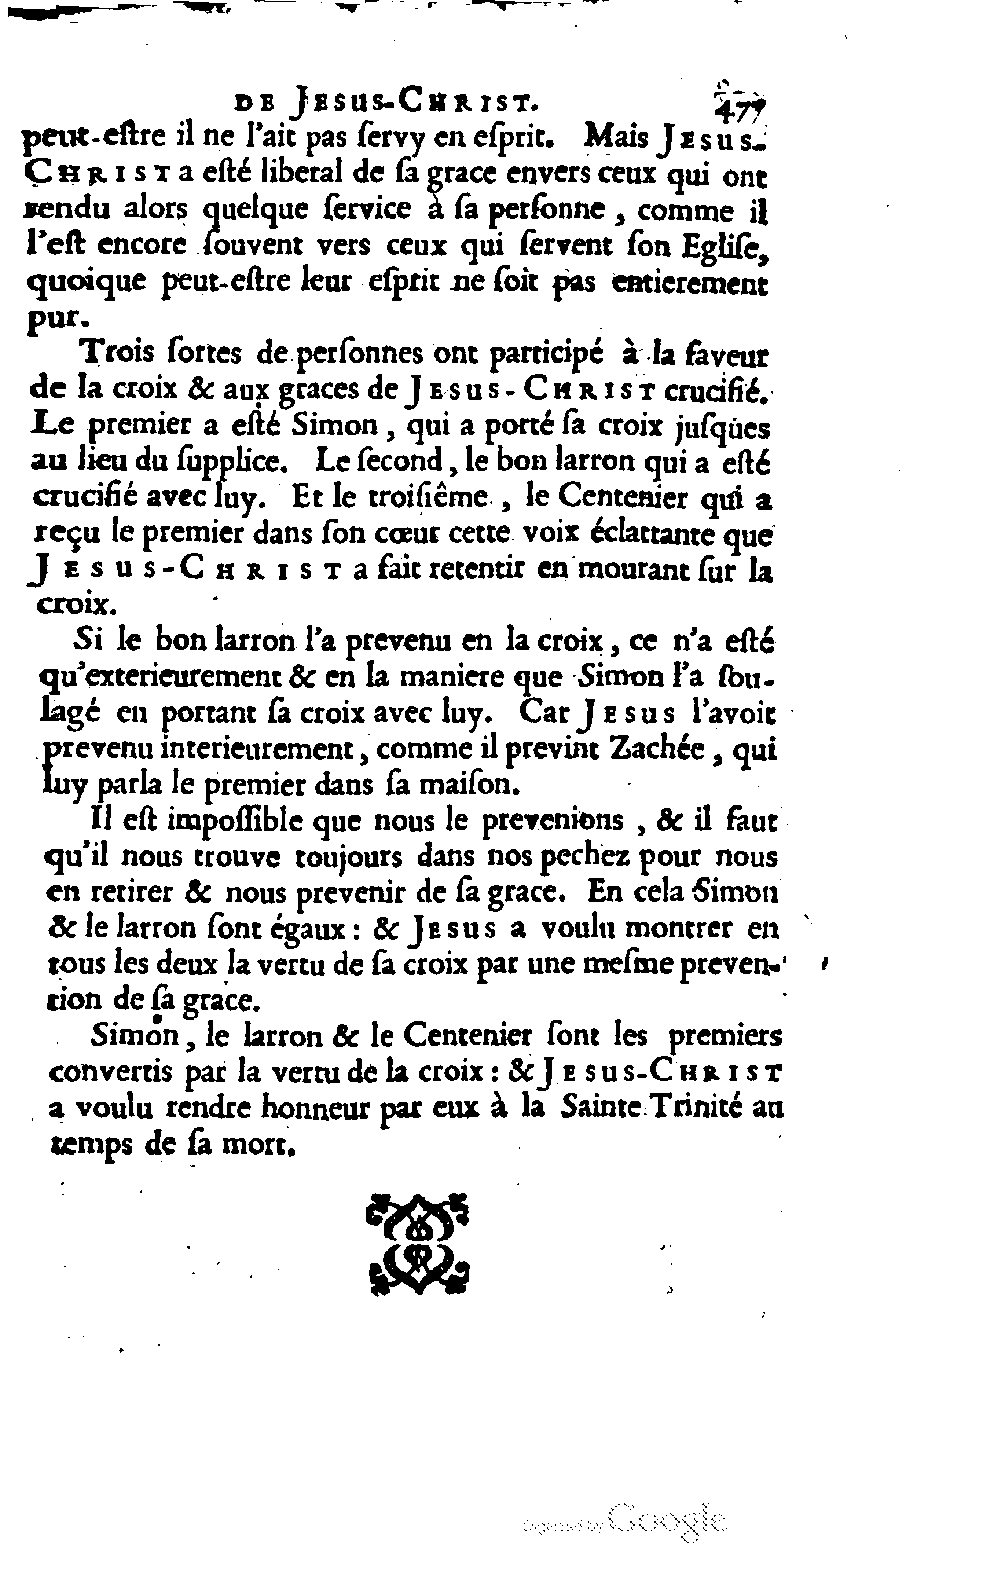 DE JESUS-CHRIST. 477
peut-eſtre il ne l'ait pas ſervy en eſprit. Mais JESUS-
CHRIST a eſté liberal de ſa grace envers ceux qui ont
rendu alors quelque ſervice à ſa perſonne, comme il
l'eſt encore ſouvent vers ceux qui ſervent ſon Egliſe,
quoique peut-eſtre leur eſprit ne ſoit pas entierement
pur.
Trois ſortes de perſonnes ont participé à la faveur
de la croix & aux graces de JESUS-CHRIST crucifié.
Le premier a eſté Simon, qui a porté ſa croix juſques
au lieu du ſupplice. Le ſecond, le bon larron qui a eſté
crucifié avec luy. Et le troiſiême, le Centenier qui a
reçu le premier dans ſon cœur cette voix éclattante que
JESUS-CHRIST a fait retentir en mourant ſur la
croix.
Si le bon larron l'a prevenu en la croix, ce n'a eſté
qu'exterieurement & en la maniere que Simon l'a ſou-
lagé en portant ſa croix avec luy. Car JESUS l'avoit
prevenu interieurement, comme il prevint Zachée, qui
luy parla le premier dans ſa maiſon.
Il eſt impoſſible que nous le prevenions, & il faut
qu'il nous trouve toujours dans nos pechez pour nous
en retirer & nous prevenir de ſa grace. En cela Simon
& le larron ſont égaux : & JESUS a voulu montrer en
tous les deux la vertu de ſa croix par une meſme preven-
tion de ſa grace.
Simon, le larron & le Centenier ſont les premiers
convertis par la vertu de la croix : & JESUS-CHRIST
a voulu rendre honneur par eux à la Sainte Trinité au
temps de ſa mort.
Digitized by Google